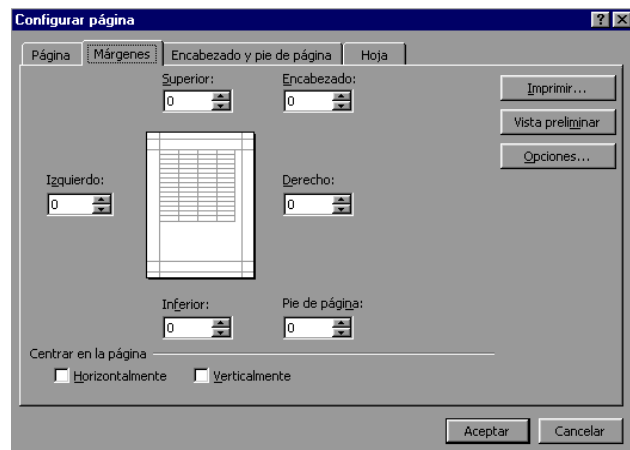 Configurar página
Página Márgenes Encabezado y pie de página Hoja
Superior: Encabezado:
0 0
Imprimir...
Vista preliminar
Opciones...
Izquierdo: Derecho:
0 0
Inferior: Pie de página:
0 0
Centrar en la página
Horizontalmente Verticalmente
Aceptar Cancelar